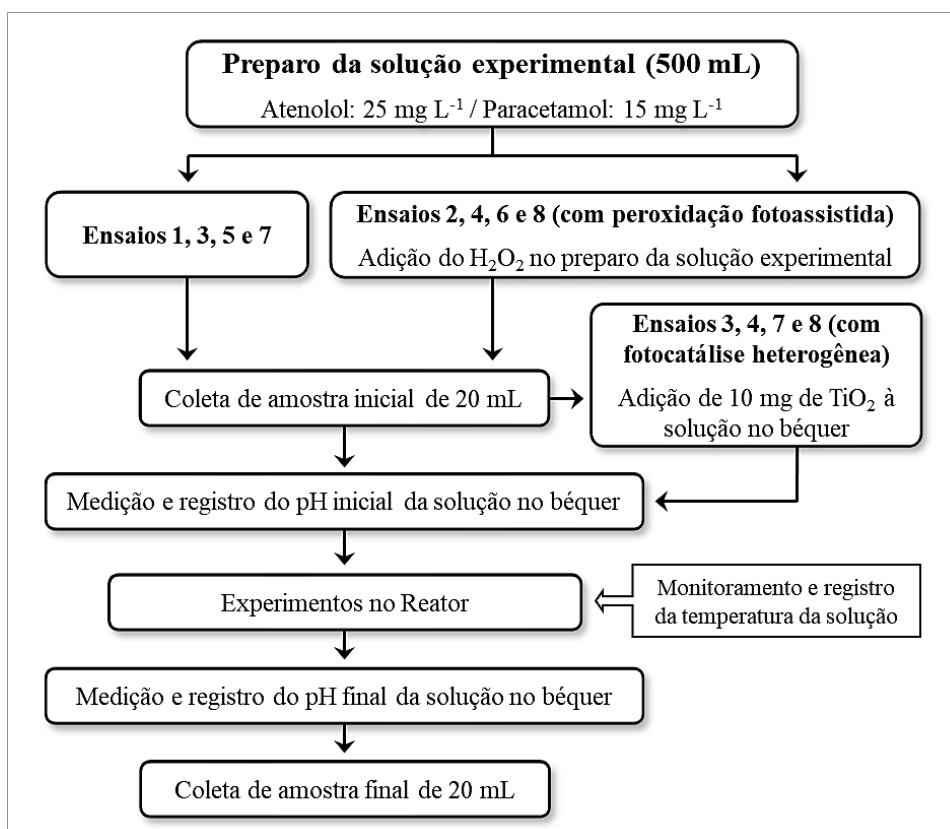 Preparo da solução experimental (500 mL)
Atenolol: 25 mg L⁻¹ / Paracetamol: 15 mg L⁻¹
Ensaios 1, 3, 5 e 7
Ensaios 2, 4, 6 e 8 (com peroxidação fotoassistida)
Adição do H₂O₂ no preparo da solução experimental
Ensaios 3, 4, 7 e 8 (com
fotocatálise heterogênea)
Adição de 10 mg de TiO₂ à
solução no béquer
Coleta de amostra inicial de 20 mL
Medição e registro do pH inicial da solução no béquer
Experimentos no Reator
Monitoramento e registro
da temperatura da solução
Medição e registro do pH final da solução no béquer
Coleta de amostra final de 20 mL